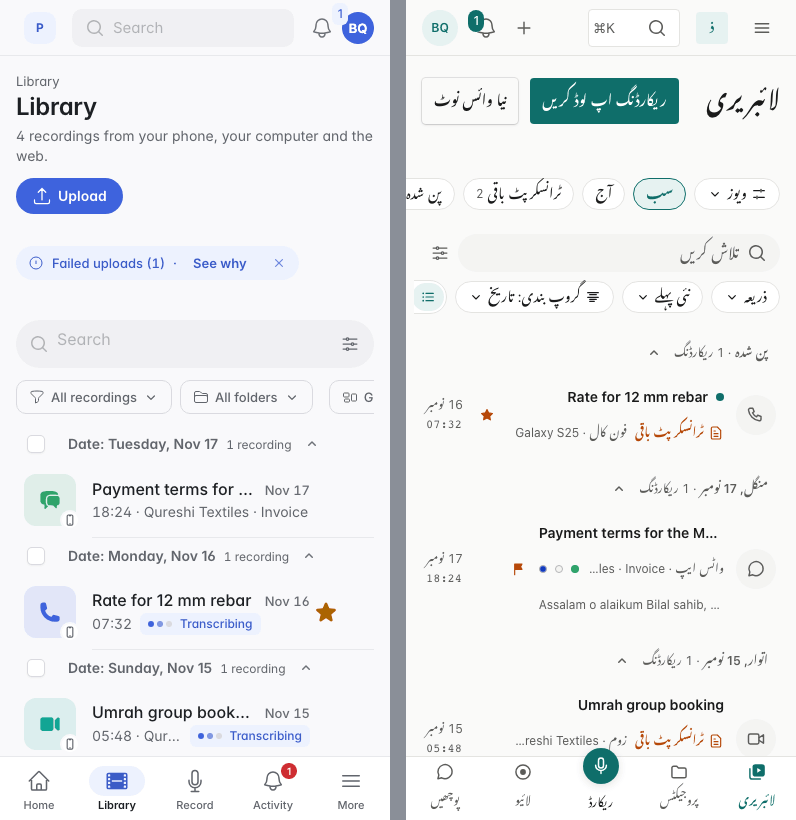 P
Search
1
BQ
Library
Library
4 recordings from your phone, your computer and the
web.
Upload
Failed uploads (1) · See why
Search
All recordings
All folders
G
Date: Tuesday, Nov 17 1 recording
Payment terms for ... Nov 17
18:24 · Qureshi Textiles · Invoice
Date: Monday, Nov 16 1 recording
Rate for 12 mm rebar Nov 16
07:32 Transcribing
Date: Sunday, Nov 15 1 recording
Umrah group book... Nov 15
05:48 · Qur... Transcribing
Home
Library
Record
1
Activity
More
ڈ
⌘K
1
BQ
لائبریری
ریکارڈنگ اپ لوڈ کریں
نیا وائس نوٹ
ویوز
سب
آج
ٹرانسکرپٹ باقی 2
پن شدہ
تلاش کریں
ذریعہ
نئی پہلے
گروپ بندی: تاریخ
پن شدہ · 1 ریکارڈنگ
Rate for 12 mm rebar
16 نومبر
ٹرانسکرپٹ باقی فون کال · Galaxy S25
07:32
منگل, 17 نومبر · 1 ریکارڈنگ
Payment terms for the M...
17 نومبر
واٹس ایپ · Invoice · les...
18:24
Assalam o alaikum Bilal sahib, ...
اتوار, 15 نومبر · 1 ریکارڈنگ
Umrah group booking
15 نومبر
ٹرانسکرپٹ باقی زوم · reshi Textiles...
05:48
لائبریری
پروجیکٹس
ریکارڈ
لائیو
پوچھیں